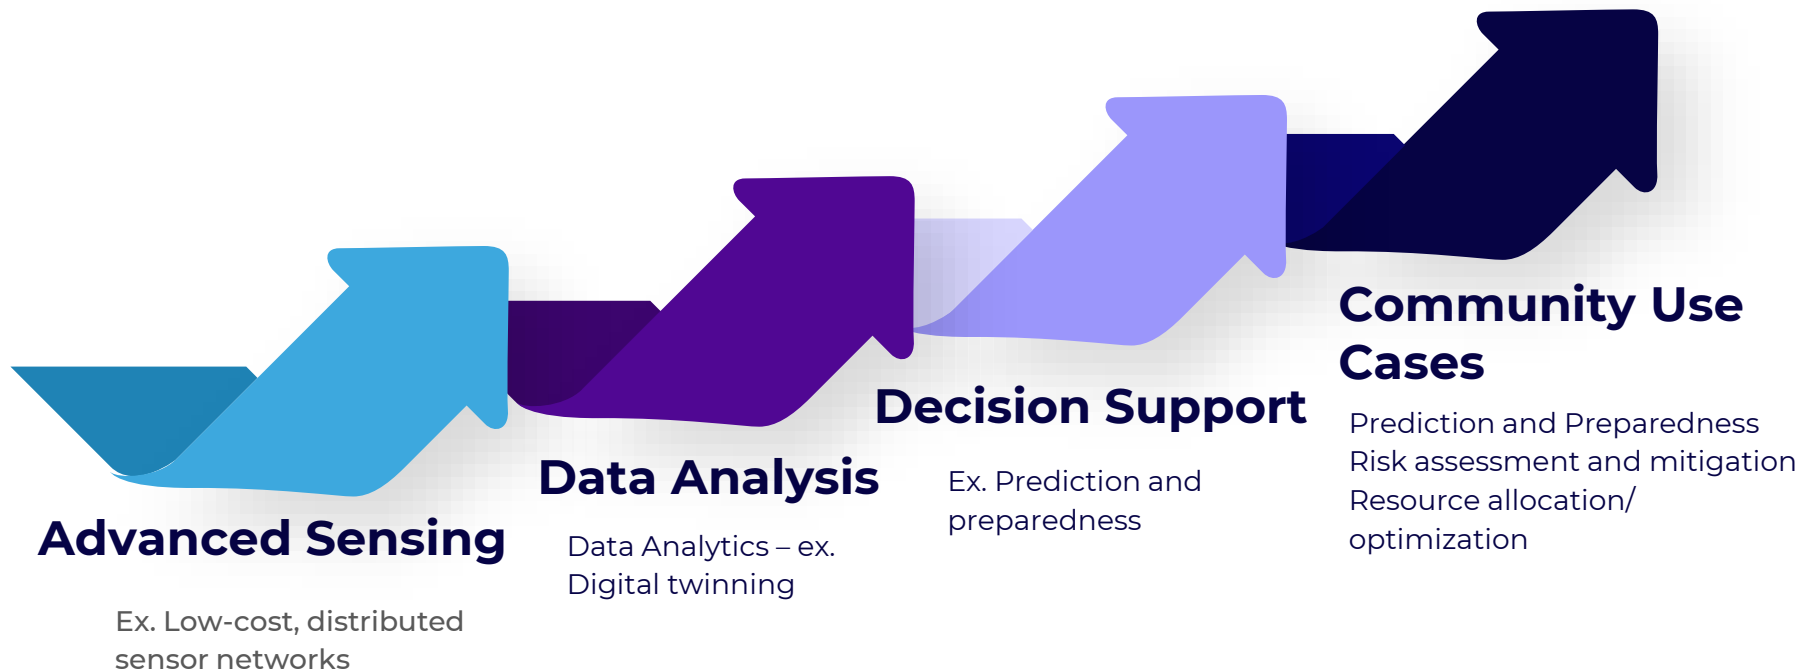 Advanced Sensing
Ex. Low-cost, distributed
sensor networks
Data Analysis
Data Analytics – ex.
Digital twinning
Decision Support
Ex. Prediction and
preparedness
Community Use
Cases
Prediction and Preparedness
Risk assessment and mitigation
Resource allocation/
optimization